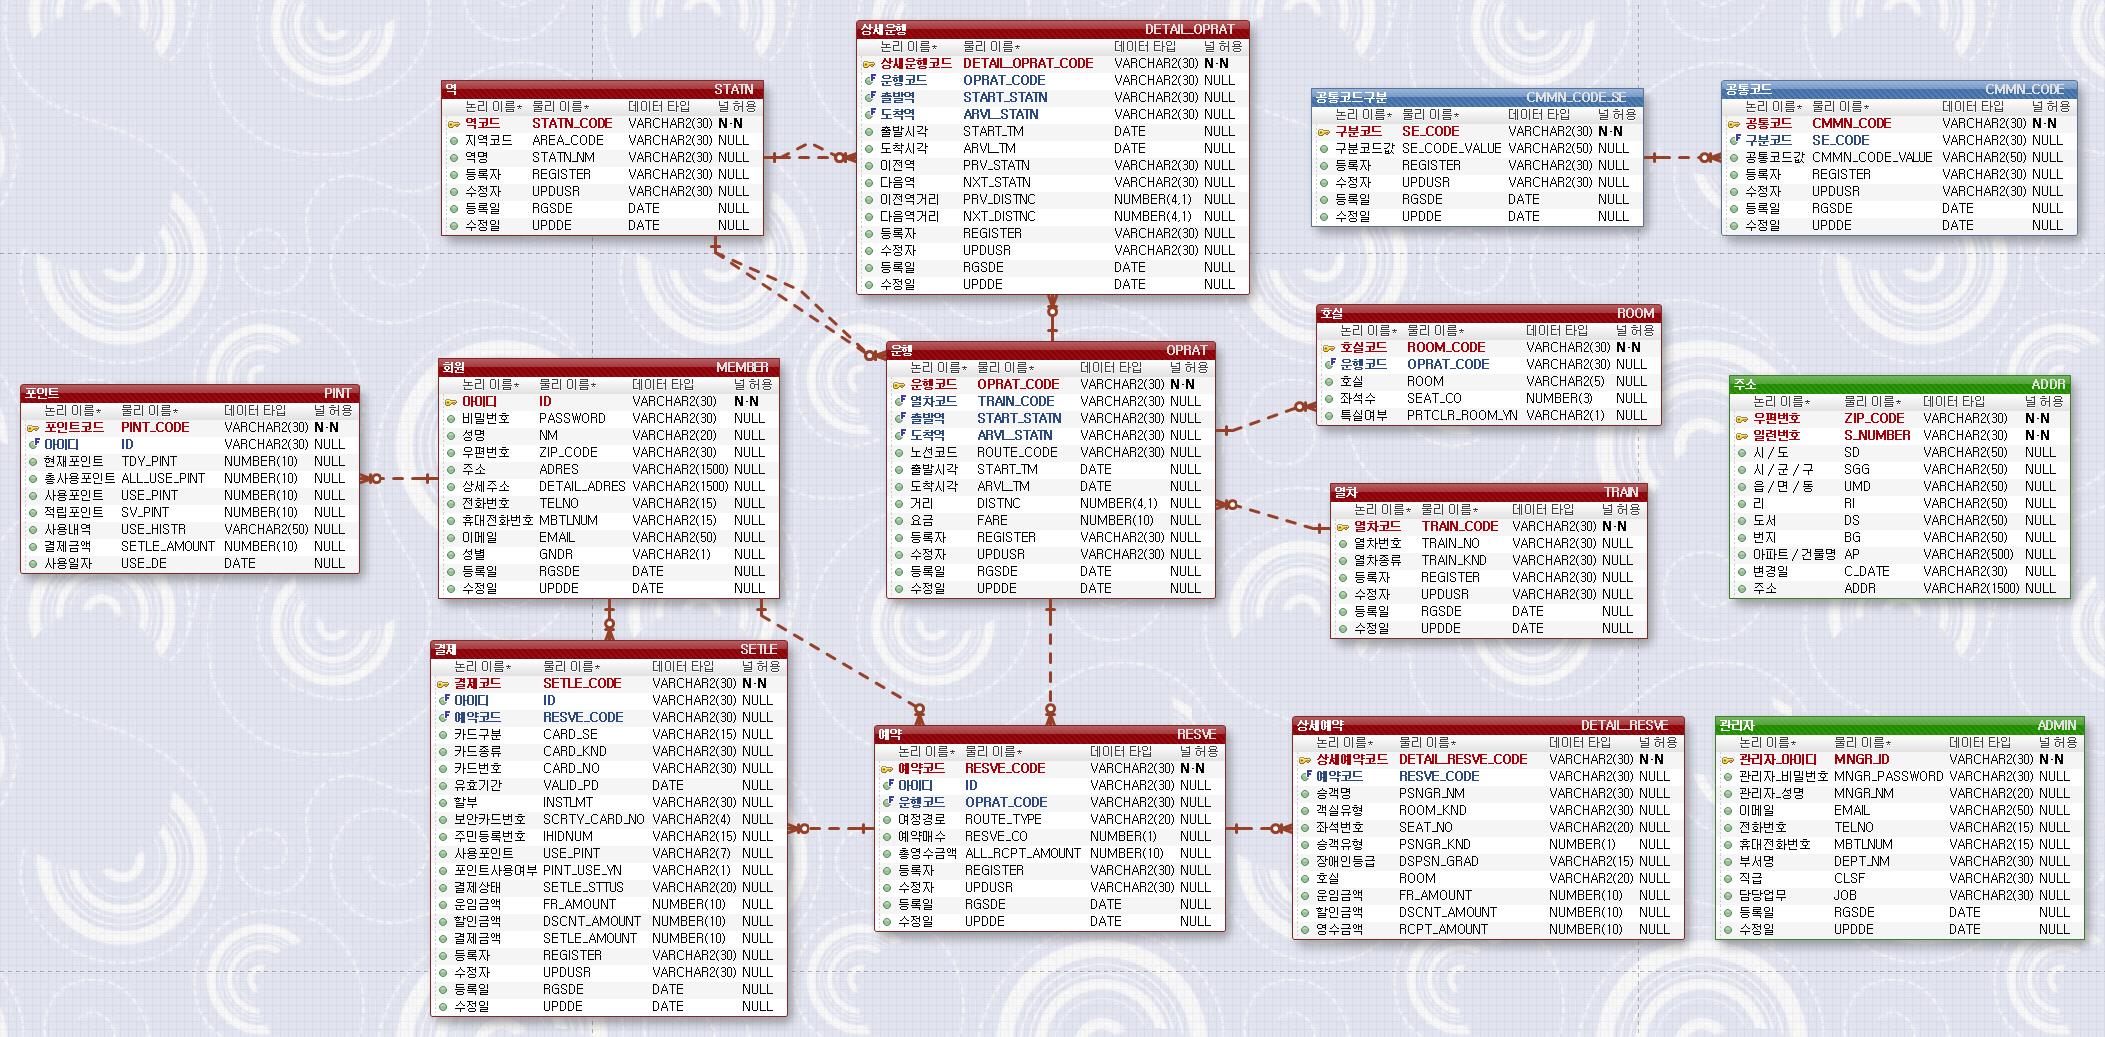 상세운행 DETAIL_OPRAT
논리 이름* 물리 이름* 데이터 타입 널 허용
상세운행코드 DETAIL_OPRAT_CODE VARCHAR2(30) N-N
운행코드 OPRAT_CODE VARCHAR2(30) NULL
출발역 START_STATN VARCHAR2(30) NULL
도착역 ARVL_STATN VARCHAR2(30) NULL
출발시각 START_TM DATE NULL
도착시각 ARVL_TM DATE NULL
이전역 PRV_STATN VARCHAR2(30) NULL
다음역 NXT_STATN VARCHAR2(30) NULL
이전역거리 PRV_DISTNC NUMBER(4,1) NULL
다음역거리 NXT_DISTNC NUMBER(4,1) NULL
등록자 REGISTER VARCHAR2(30) NULL
수정자 UPDUSR VARCHAR2(30) NULL
등록일 RGSDE DATE NULL
수정일 UPDDE DATE NULL
역 STATN
논리 이름* 물리 이름* 데이터 타입 널 허용
역코드 STATN_CODE VARCHAR2(30) N-N
지역코드 AREA_CODE VARCHAR2(30) NULL
역명 STATN_NM VARCHAR2(30) NULL
등록자 REGISTER VARCHAR2(30) NULL
수정자 UPDUSR VARCHAR2(30) NULL
등록일 RGSDE DATE NULL
수정일 UPDDE DATE NULL
공통코드구분 CMMN_CODE_SE
논리 이름* 물리 이름* 데이터 타입 널 허용
구분코드 SE_CODE VARCHAR2(30) N-N
구분코드값 SE_CODE_VALUE VARCHAR2(50) NULL
등록자 REGISTER VARCHAR2(30) NULL
수정자 UPDUSR VARCHAR2(30) NULL
등록일 RGSDE DATE NULL
수정일 UPDDE DATE NULL
공통코드 CMMN_CODE
논리 이름* 물리 이름* 데이터 타입 널 허용
공통코드 CMMN_CODE VARCHAR2(30) N-N
구분코드 SE_CODE VARCHAR2(30) NULL
공통코드값 CMMN_CODE_VALUE VARCHAR2(50) NULL
등록자 REGISTER VARCHAR2(30) NULL
수정자 UPDUSR VARCHAR2(30) NULL
등록일 RGSDE DATE NULL
수정일 UPDDE DATE NULL
포인트 PINT
논리 이름* 물리 이름* 데이터 타입 널 허용
포인트코드 PINT_CODE VARCHAR2(30) N-N
아이디 ID VARCHAR2(30) NULL
현재포인트 TDY_PINT NUMBER(10) NULL
총사용포인트 ALL_USE_PINT NUMBER(10) NULL
사용포인트 USE_PINT NUMBER(10) NULL
적립포인트 SV_PINT NUMBER(10) NULL
사용내역 USE_HISTR VARCHAR2(50) NULL
결제금액 SETLE_AMOUNT NUMBER(10) NULL
사용일자 USE_DE DATE NULL
회원 MEMBER
논리 이름* 물리 이름* 데이터 타입 널 허용
아이디 ID VARCHAR2(30) N-N
비밀번호 PASSWORD VARCHAR2(30) NULL
성명 NM VARCHAR2(20) NULL
우편번호 ZIP_CODE VARCHAR2(30) NULL
주소 ADRES VARCHAR2(1500) NULL
상세주소 DETAIL_ADRES VARCHAR2(1500) NULL
전화번호 TELNO VARCHAR2(15) NULL
휴대전화번호 MBTLNUM VARCHAR2(15) NULL
이메일 EMAIL VARCHAR2(50) NULL
성별 GNDR VARCHAR2(1) NULL
등록일 RGSDE DATE NULL
수정일 UPDDE DATE NULL
운행 OPRAT
논리 이름* 물리 이름* 데이터 타입 널 허용
운행코드 OPRAT_CODE VARCHAR2(30) N-N
열차코드 TRAIN_CODE VARCHAR2(30) NULL
출발역 START_STATN VARCHAR2(30) NULL
도착역 ARVL_STATN VARCHAR2(30) NULL
노선코드 ROUTE_CODE VARCHAR2(30) NULL
출발시각 START_TM DATE NULL
도착시각 ARVL_TM DATE NULL
거리 DISTNC NUMBER(4,1) NULL
요금 FARE NUMBER(10) NULL
등록자 REGISTER VARCHAR2(30) NULL
수정자 UPDUSR VARCHAR2(30) NULL
등록일 RGSDE DATE NULL
수정일 UPDDE DATE NULL
호실 ROOM
논리 이름* 물리 이름* 데이터 타입 널 허용
호실코드 ROOM_CODE VARCHAR2(30) N-N
운행코드 OPRAT_CODE VARCHAR2(30) NULL
호실 ROOM VARCHAR2(5) NULL
좌석수 SEAT_CO NUMBER(3) NULL
특실여부 PRTCLR_ROOM_YN VARCHAR2(1) NULL
열차 TRAIN
논리 이름* 물리 이름* 데이터 타입 널 허용
열차코드 TRAIN_CODE VARCHAR2(30) N-N
열차번호 TRAIN_NO VARCHAR2(30) NULL
열차종류 TRAIN_KND VARCHAR2(30) NULL
등록자 REGISTER VARCHAR2(30) NULL
수정자 UPDUSR VARCHAR2(30) NULL
등록일 RGSDE DATE NULL
수정일 UPDDE DATE NULL
주소 ADDR
논리 이름* 물리 이름* 데이터 타입 널 허용
우편번호 ZIP_CODE VARCHAR2(30) N-N
일련번호 S_NUMBER VARCHAR2(30) N-N
시 / 도 SD VARCHAR2(50) NULL
시 / 군 / 구 SGG VARCHAR2(50) NULL
읍 / 면 / 동 UMD VARCHAR2(50) NULL
리 RI VARCHAR2(50) NULL
도서 DS VARCHAR2(50) NULL
번지 BG VARCHAR2(50) NULL
아파트 / 건물명 AP VARCHAR2(500) NULL
변경일 C_DATE VARCHAR2(30) NULL
주소 ADDR VARCHAR2(1500) NULL
결제 SETLE
논리 이름* 물리 이름* 데이터 타입 널 허용
결제코드 SETLE_CODE VARCHAR2(30) N-N
아이디 ID VARCHAR2(30) NULL
예약코드 RESVE_CODE VARCHAR2(30) NULL
카드구분 CARD_SE VARCHAR2(15) NULL
카드종류 CARD_KND VARCHAR2(30) NULL
카드번호 CARD_NO VARCHAR2(30) NULL
유효기간 VALID_PD DATE NULL
할부 INSTLMT VARCHAR2(30) NULL
보안카드번호 SCRTY_CARD_NO VARCHAR2(4) NULL
주민등록번호 IHIDNUM VARCHAR2(15) NULL
사용포인트 USE_PINT VARCHAR2(7) NULL
포인트사용여부 PINT_USE_YN VARCHAR2(1) NULL
결제상태 SETLE_STTUS VARCHAR2(20) NULL
운임금액 FR_AMOUNT NUMBER(10) NULL
할인금액 DSCNT_AMOUNT NUMBER(10) NULL
결제금액 SETLE_AMOUNT NUMBER(10) NULL
등록자 REGISTER VARCHAR2(30) NULL
수정자 UPDUSR VARCHAR2(30) NULL
등록일 RGSDE DATE NULL
수정일 UPDDE DATE NULL
예약 RESVE
논리 이름* 물리 이름* 데이터 타입 널 허용
예약코드 RESVE_CODE VARCHAR2(30) N-N
아이디 ID VARCHAR2(30) NULL
운행코드 OPRAT_CODE VARCHAR2(30) NULL
여정경로 ROUTE_TYPE VARCHAR2(20) NULL
예약매수 RESVE_CO NUMBER(1) NULL
총영수금액 ALL_RCPT_AMOUNT NUMBER(10) NULL
등록자 REGISTER VARCHAR2(30) NULL
수정자 UPDUSR VARCHAR2(30) NULL
등록일 RGSDE DATE NULL
수정일 UPDDE DATE NULL
상세예약 DETAIL_RESVE
논리 이름* 물리 이름* 데이터 타입 널 허용
상세예약코드 DETAIL_RESVE_CODE VARCHAR2(30) N-N
예약코드 RESVE_CODE VARCHAR2(30) NULL
승객명 PSNGR_NM VARCHAR2(30) NULL
객실유형 ROOM_KND VARCHAR2(30) NULL
좌석번호 SEAT_NO VARCHAR2(20) NULL
승객유형 PSNGR_KND NUMBER(1) NULL
장애인등급 DSPSN_GRAD VARCHAR2(15) NULL
호실 ROOM VARCHAR2(20) NULL
운임금액 FR_AMOUNT NUMBER(10) NULL
할인금액 DSCNT_AMOUNT NUMBER(10) NULL
영수금액 RCPT_AMOUNT NUMBER(10) NULL
관리자 ADMIN
논리 이름* 물리 이름* 데이터 타입 널 허용
관리자_아이디 MNGR_ID VARCHAR2(30) N-N
관리자_비밀번호 MNGR_PASSWORD VARCHAR2(30) NULL
관리자_성명 MNGR_NM VARCHAR2(20) NULL
이메일 EMAIL VARCHAR2(50) NULL
전화번호 TELNO VARCHAR2(15) NULL
휴대전화번호 MBTLNUM VARCHAR2(15) NULL
부서명 DEPT_NM VARCHAR2(30) NULL
직급 CLSF VARCHAR2(30) NULL
담당업무 JOB VARCHAR2(30) NULL
등록일 RGSDE DATE NULL
수정일 UPDDE DATE NULL